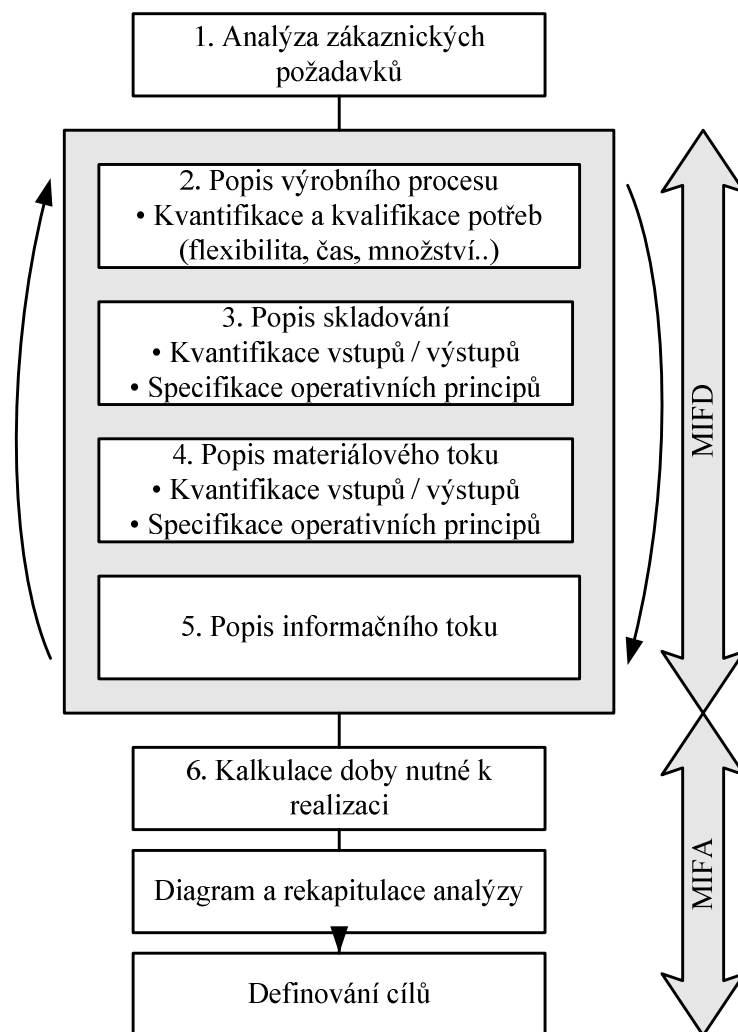 1. Analýza zákaznických
požadavků
2. Popis výrobního procesu
• Kvantifikace a kvalifikace potřeb
(flexibilita, čas, množství..)
3. Popis skladování
• Kvantifikace vstupů / výstupů
• Specifikace operativních principů
4. Popis materiálového toku
• Kvantifikace vstupů / výstupů
• Specifikace operativních principů
5. Popis informačního toku
MIFD
6. Kalkulace doby nutné k
realizaci
Diagram a rekapitulace analýzy
Definování cílů
MIFA